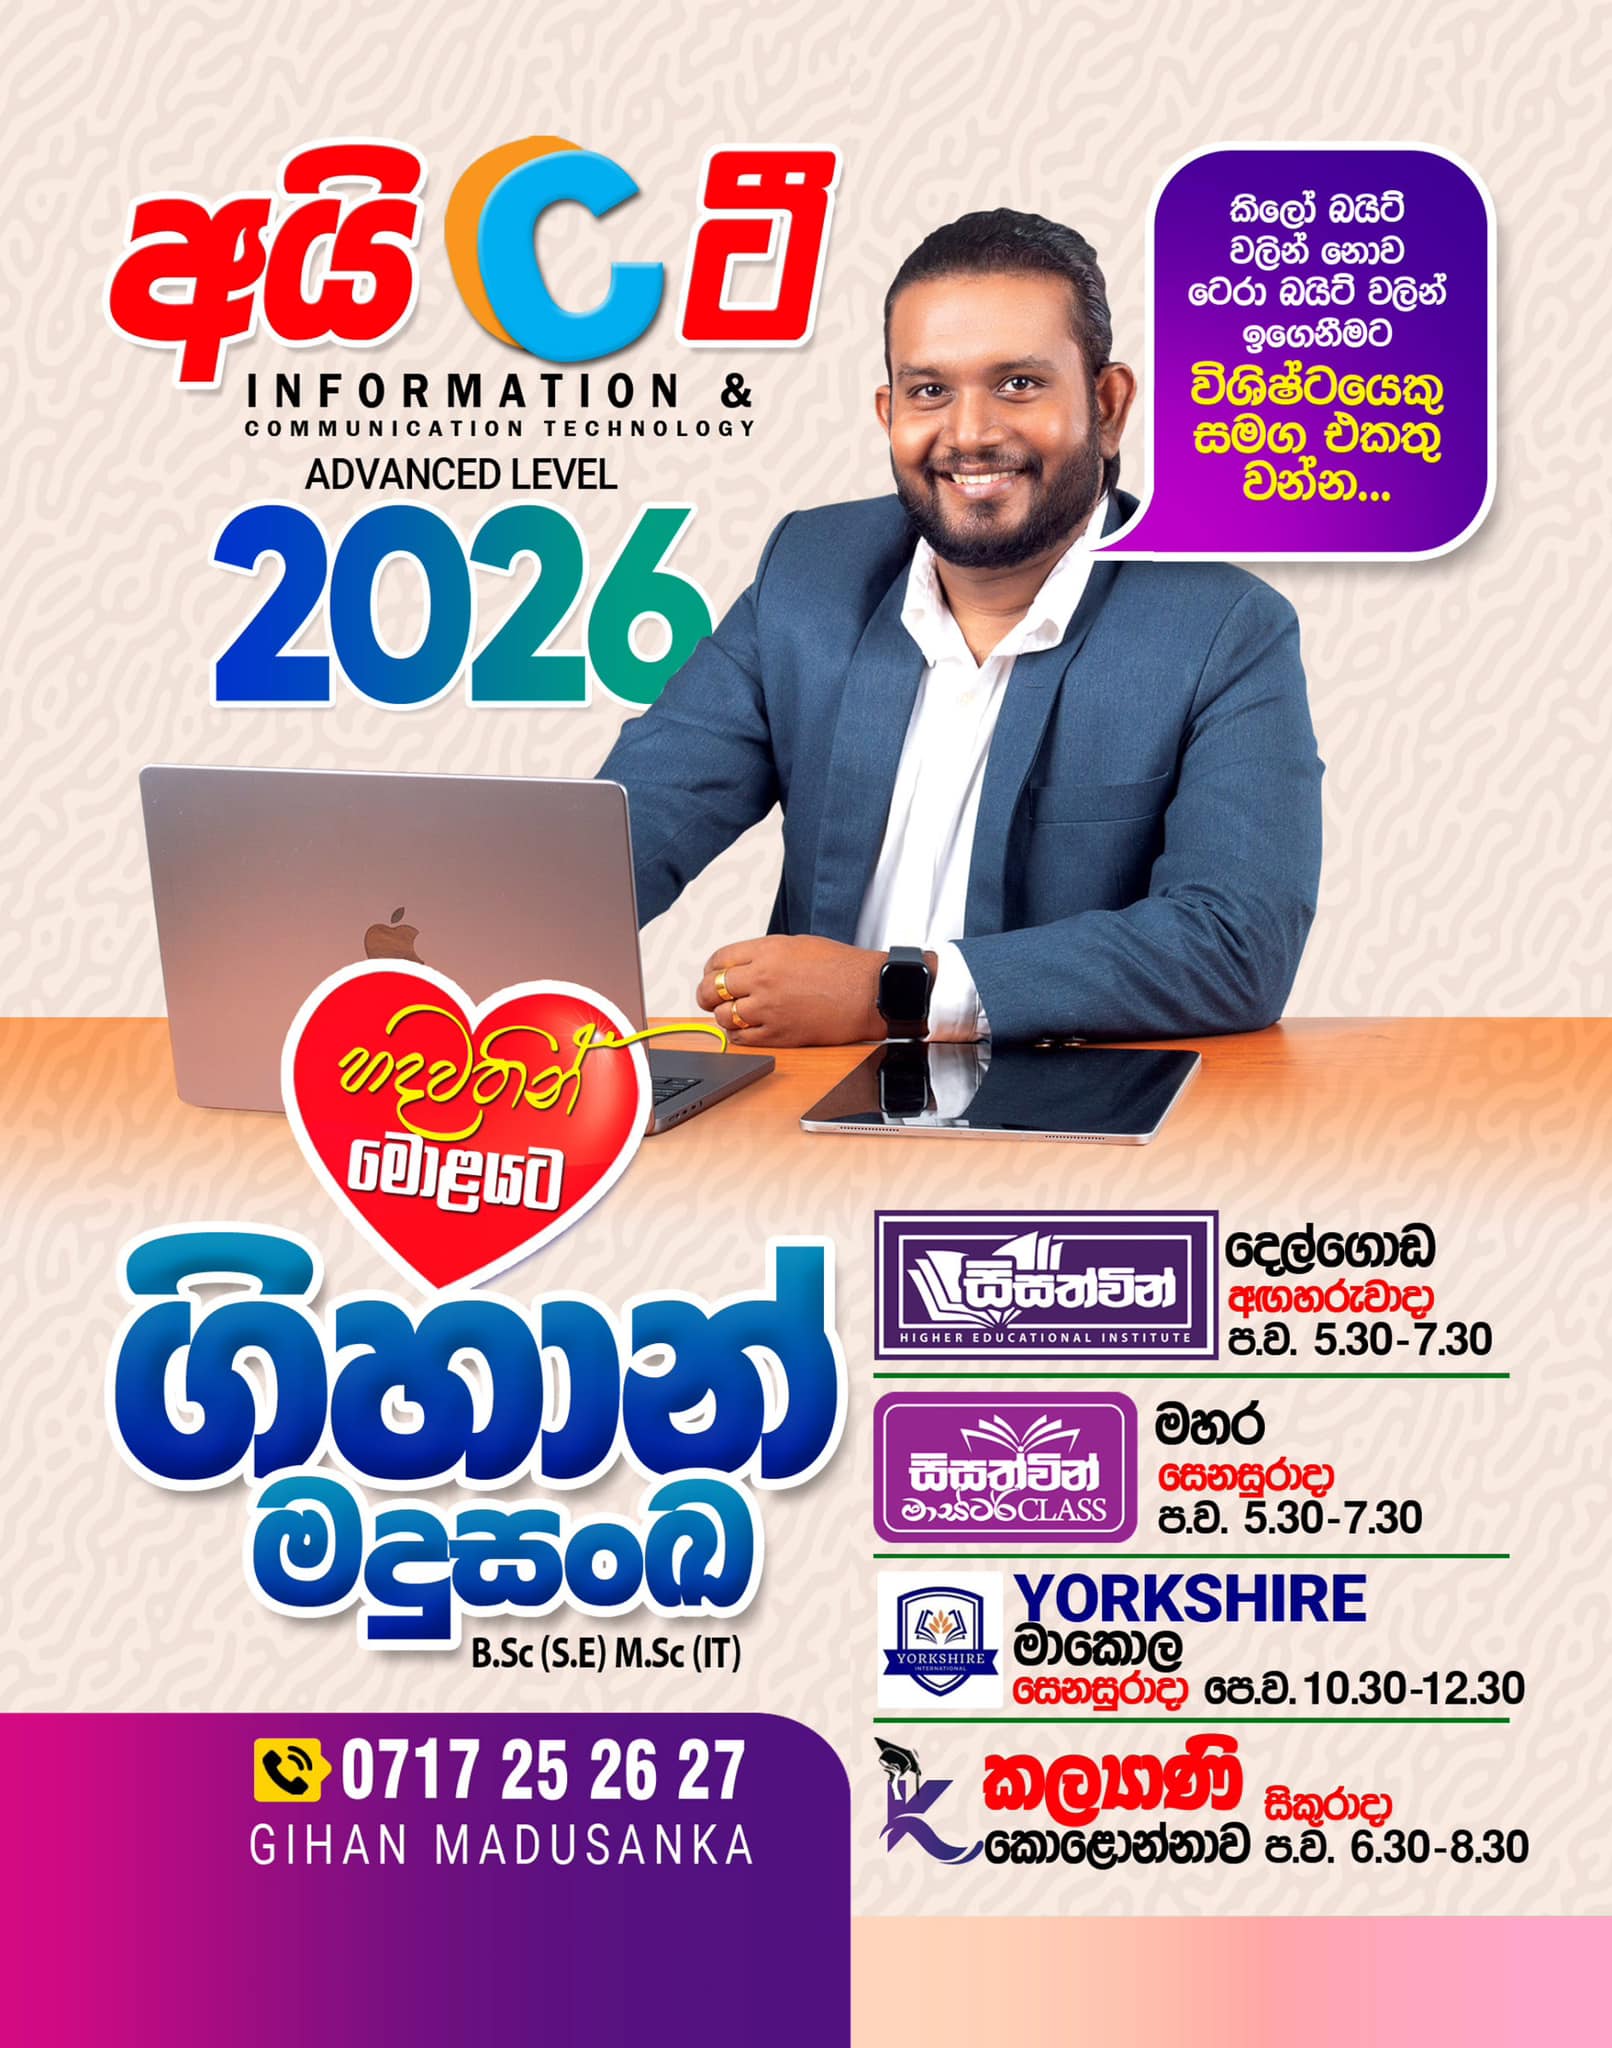 අයි C ටී
INFORMATION &
COMMUNICATION TECHNOLOGY
ADVANCED LEVEL
2026
කිලෝ බයිට්
වලින් නොව
ටෙරා බයිට් වලින්
ඉගෙනීමට
විශිෂ්ටයෙකු
සමග එකතු
වන්න...
හදවතින්
මොළයට
ගිහාන්
මදුසංඛ
B.Sc (S.E) M.Sc (IT)
0717 25 26 27
GIHAN MADUSANKA
සිසත්වින්
HIGHER EDUCATIONAL INSTITUTE
දෙල්ගොඩ
අඟහරුවාදා
ප.ව. 5.30-7.30
සිසත්වින්
මාස්ටර්CLASS
මහර
සෙනසුරාදා
ප.ව. 5.30-7.30
YORKSHIRE
INTERNATIONAL
YORKSHIRE
මාකොල
සෙනසුරාදා පෙ.ව. 10.30-12.30
K
කල්‍යාණි සිකුරාදා
කොළොන්නාව ප.ව. 6.30-8.30